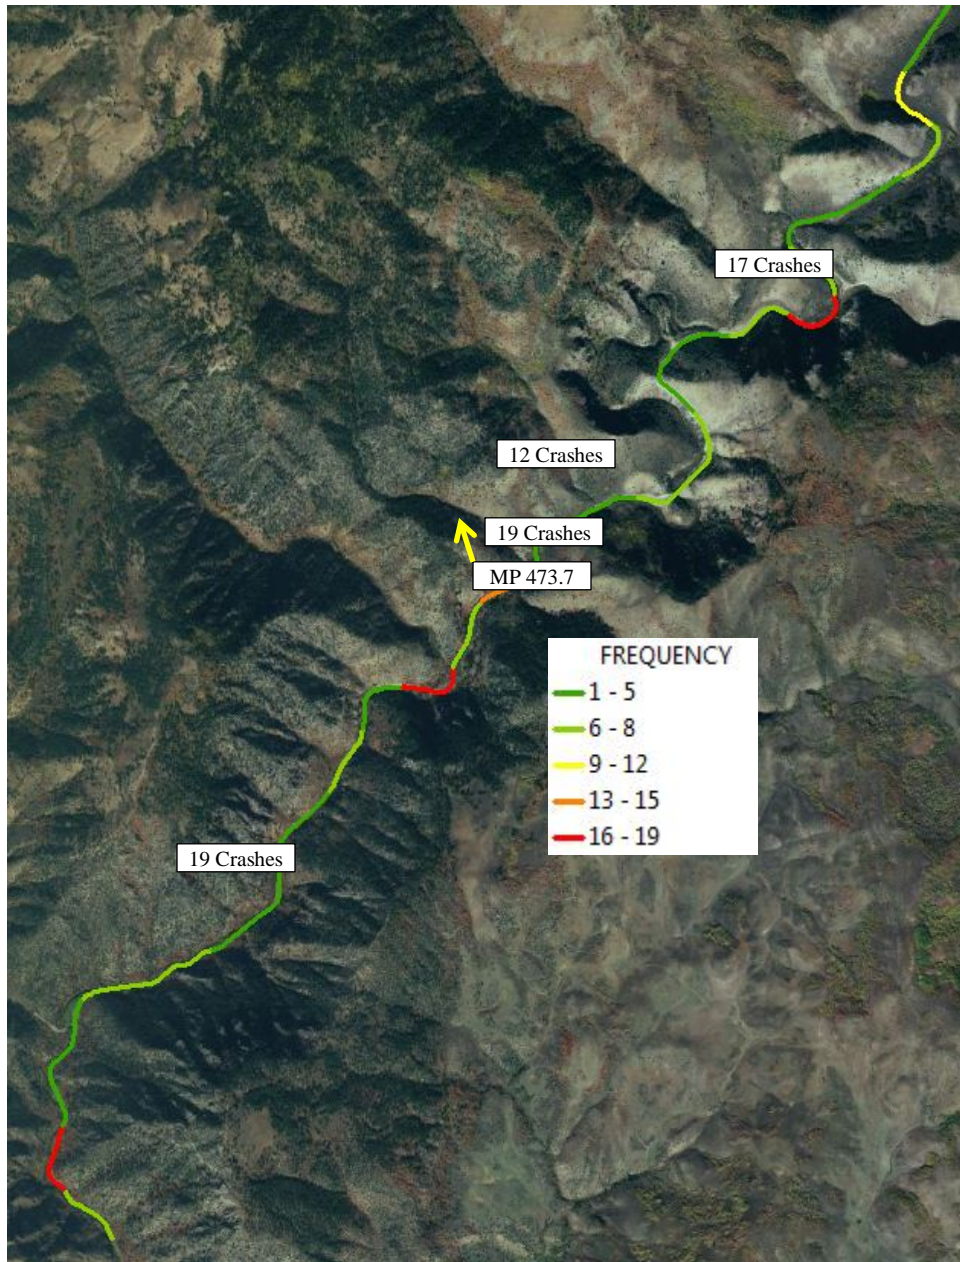 17 Crashes
12 Crashes
19 Crashes
MP 473.7
FREQUENCY
1 - 5
6 - 8
9 - 12
13 - 15
16 - 19
19 Crashes